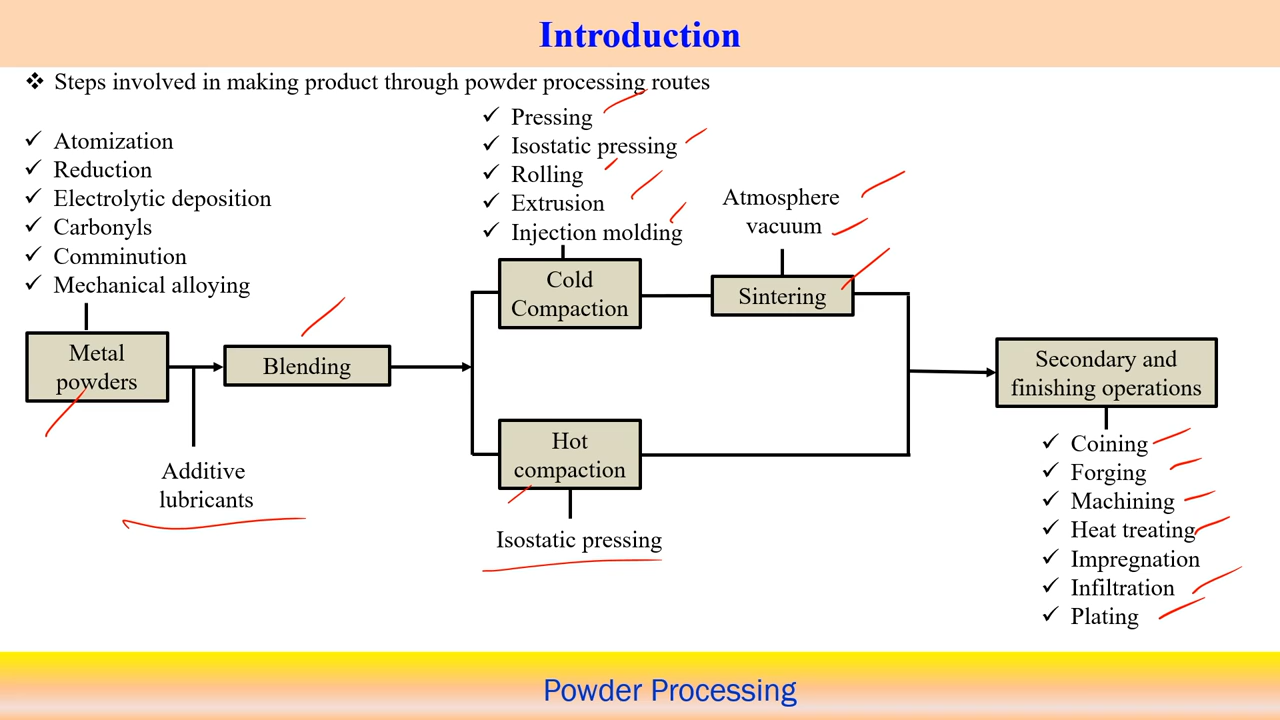 Introduction
❖ Steps involved in making product through powder processing routes
✓ Atomization
✓ Reduction
✓ Electrolytic deposition
✓ Carbonyls
✓ Comminution
✓ Mechanical alloying
Metal
powders
Additive
lubricants
Blending
✓ Pressing
✓ Isostatic pressing
✓ Rolling
✓ Extrusion
✓ Injection molding
Cold
Compaction
Atmosphere
vacuum
Sintering
Hot
compaction
Isostatic pressing
Secondary and
finishing operations
✓ Coining
✓ Forging
✓ Machining
✓ Heat treating
✓ Impregnation
✓ Infiltration
✓ Plating
Powder Processing